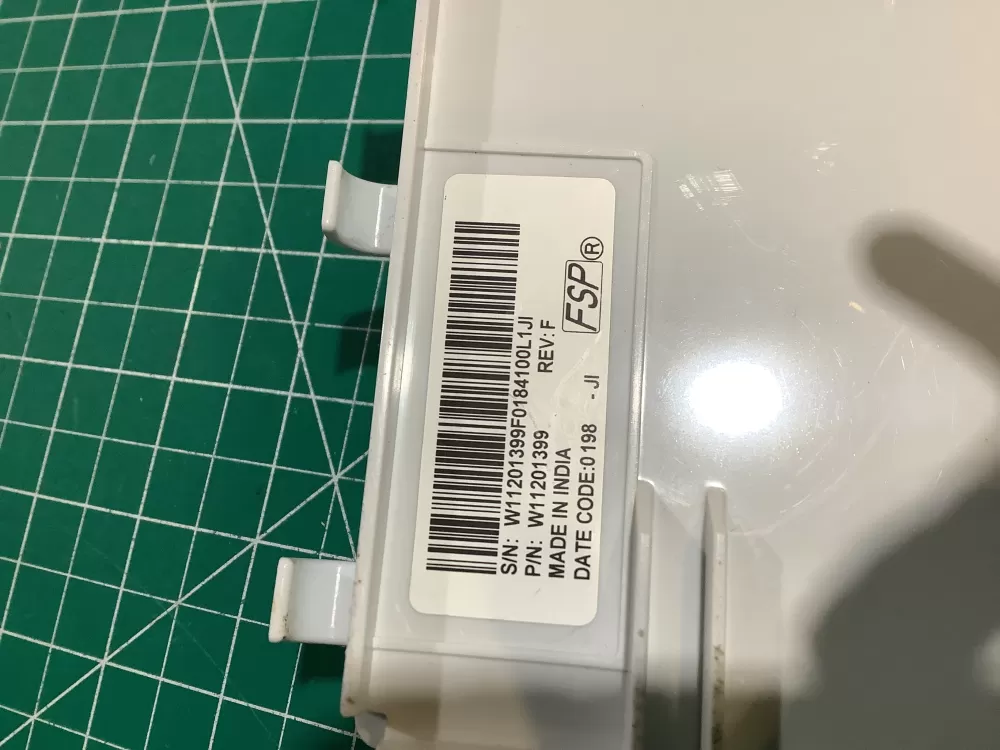 FSP®
S/N: W11201399F0184100L1JI
P/N: W11201399 REV: F
MADE IN INDIA
DATE CODE:0198 - JI